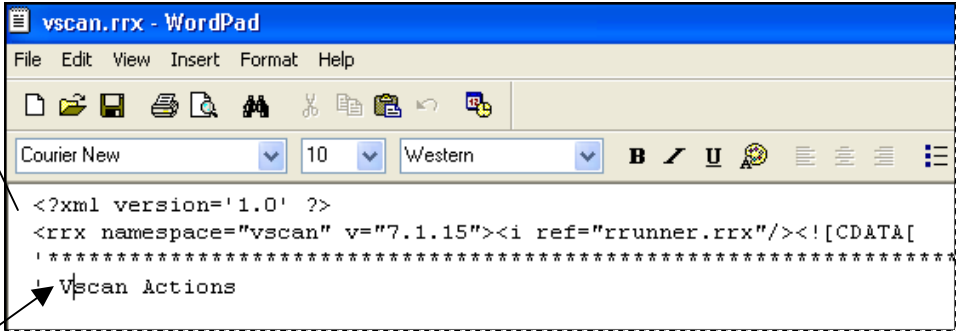 vscan.rrx - WordPad
File Edit View Insert Format Help
Courier New 10 Western B / U
<?xml version='1.0' ?>
<rrx namespace="vscan" v="7.1.15"><i ref="rrunner.rrx"/><![CDATA[
'*******************************************************************
' Vscan Actions